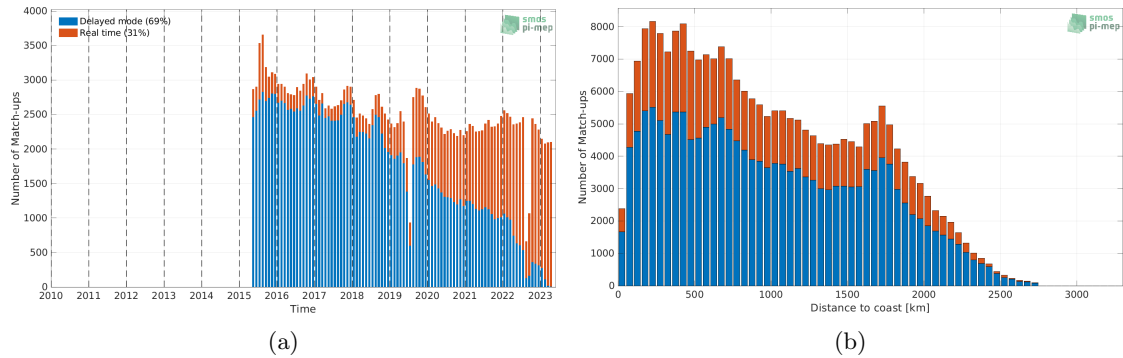 Delayed mode (69%)
Real time (31%)
smos
pi-mep
Number of Match-ups
4000
3500
3000
2500
2000
1500
1000
500
0
2010 2011 2012 2013 2014 2015 2016 2017 2018 2019 2020 2021 2022 2023
Time
(a)
smos
pi-mep
Number of Match-ups
8000
7000
6000
5000
4000
3000
2000
1000
0
0 500 1000 1500 2000 2500 3000
Distance to coast [km]
(b)